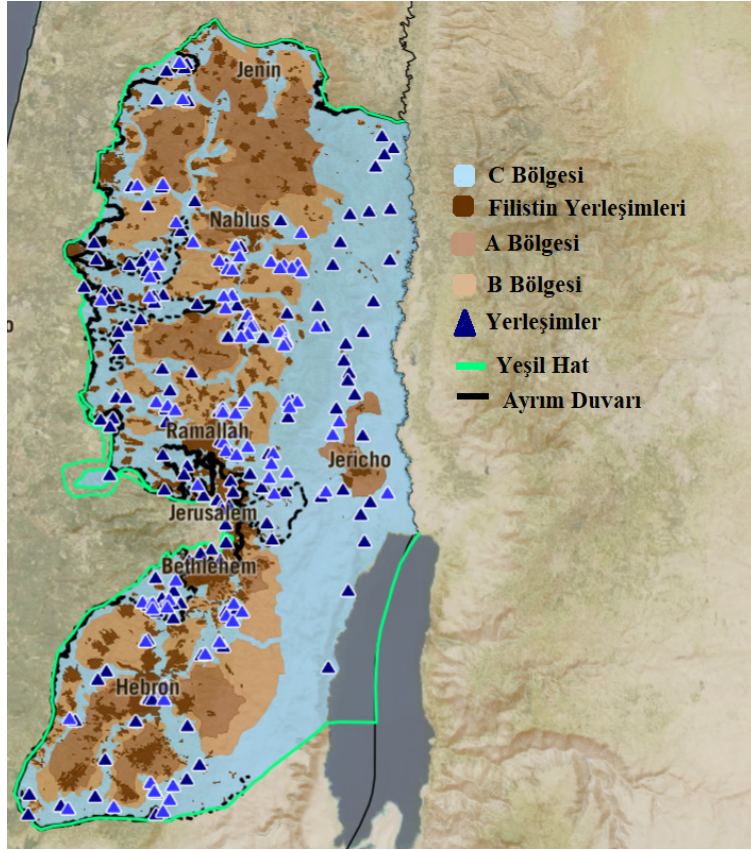 Jenin
C Bölgesi
Filistin Yerleşimleri
Nablus
A Bölgesi
B Bölgesi
Yerleşimler
Yeşil Hat
Ayrım Duvarı
Ramallah
Jericho
Jerusalem
Bethlehem
Hebron